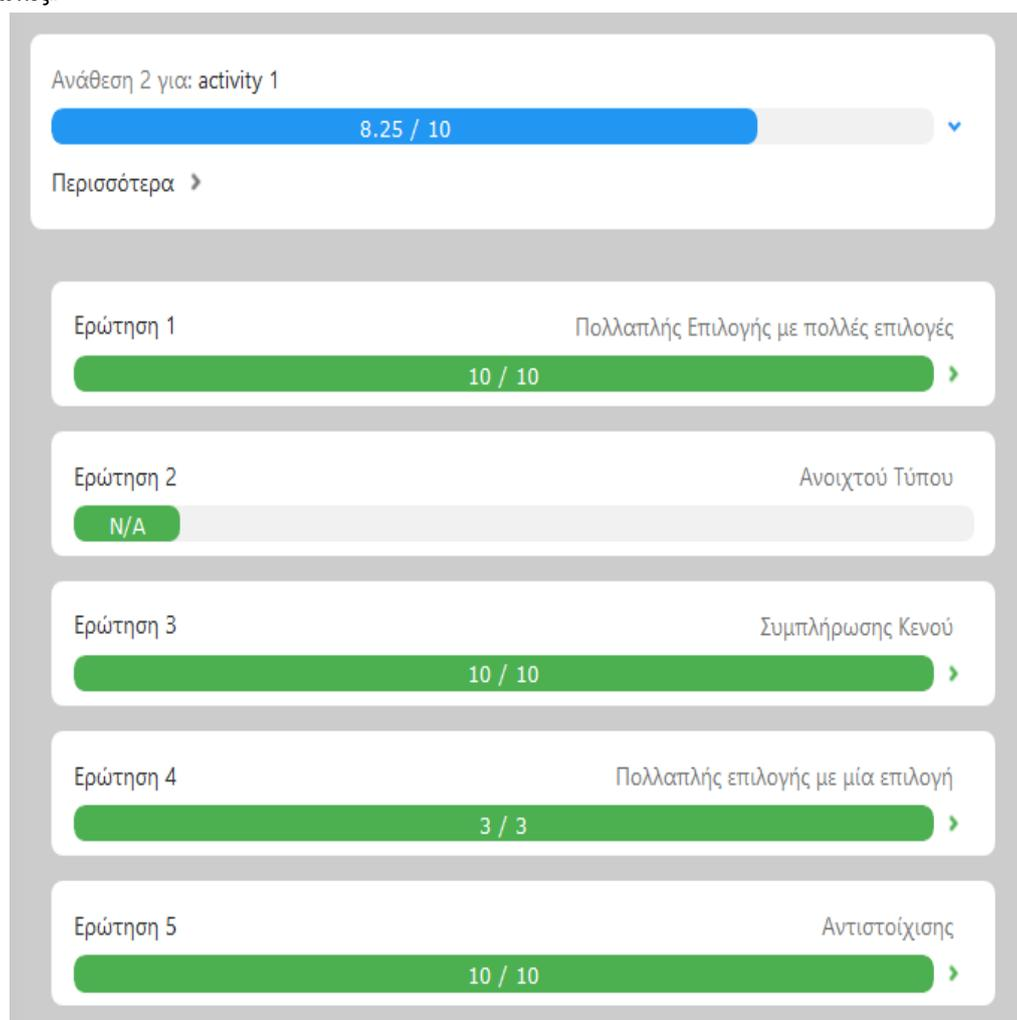 Ανάθεση 2 για: activity 1
8.25 / 10
Περισσότερα
Ερώτηση 1 Πολλαπλής Επιλογής με πολλές επιλογές
10 / 10
Ερώτηση 2 Ανοιχτού Τύπου
N/A
Ερώτηση 3 Συμπλήρωσης Κενού
10 / 10
Ερώτηση 4 Πολλαπλής επιλογής με μία επιλογή
3 / 3
Ερώτηση 5 Αντιστοίχισης
10 / 10